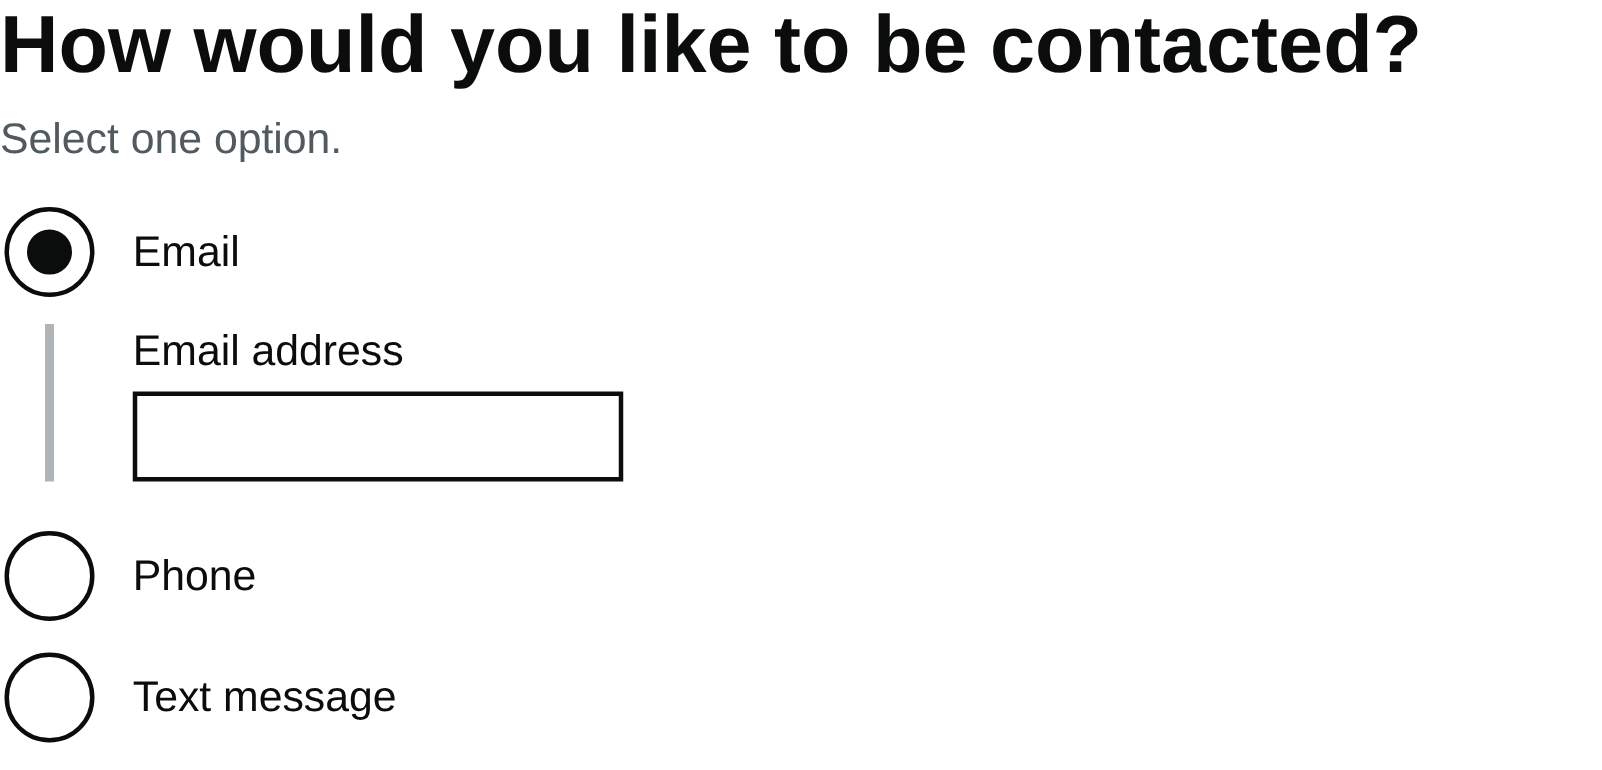 How would you like to be contacted?
Select one option.
Email
Email address
Phone
Text message